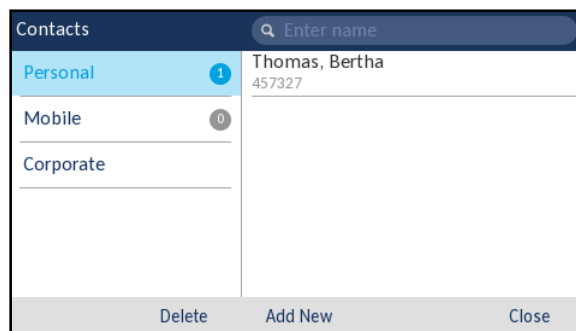 Contacts
Enter name
Personal 1
Mobile 0
Corporate
Thomas, Bertha
457327
Delete Add New Close